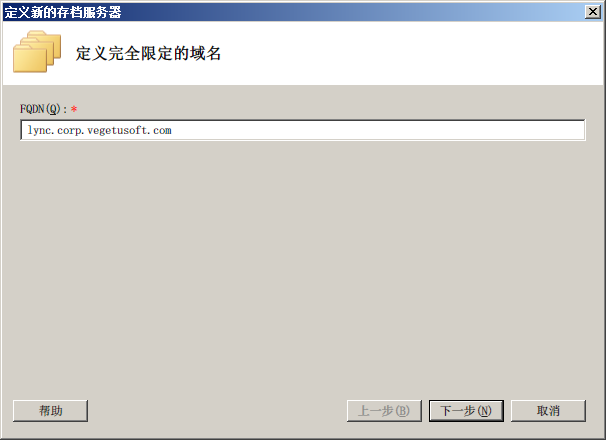 定义新的存档服务器
定义完全限定的域名
FQDN(Q):*
lync.corp.vegetusoft.com
帮助
上一步(B)
下一步(N)
取消